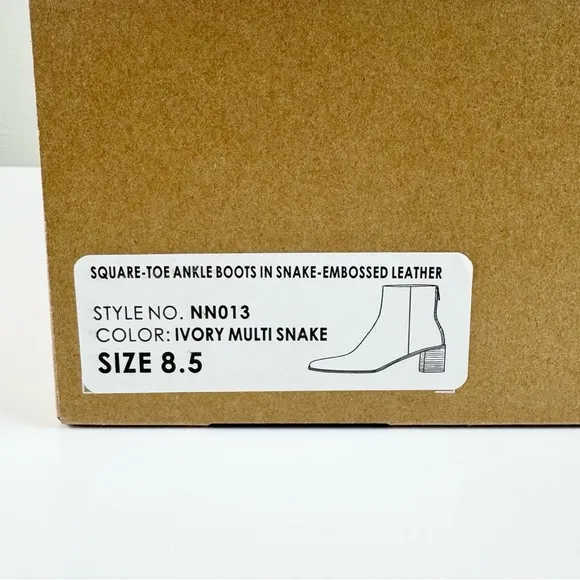 SQUARE-TOE ANKLE BOOTS IN SNAKE-EMBOSSED LEATHER
STYLE NO. NN013
COLOR: IVORY MULTI SNAKE
SIZE 8.5